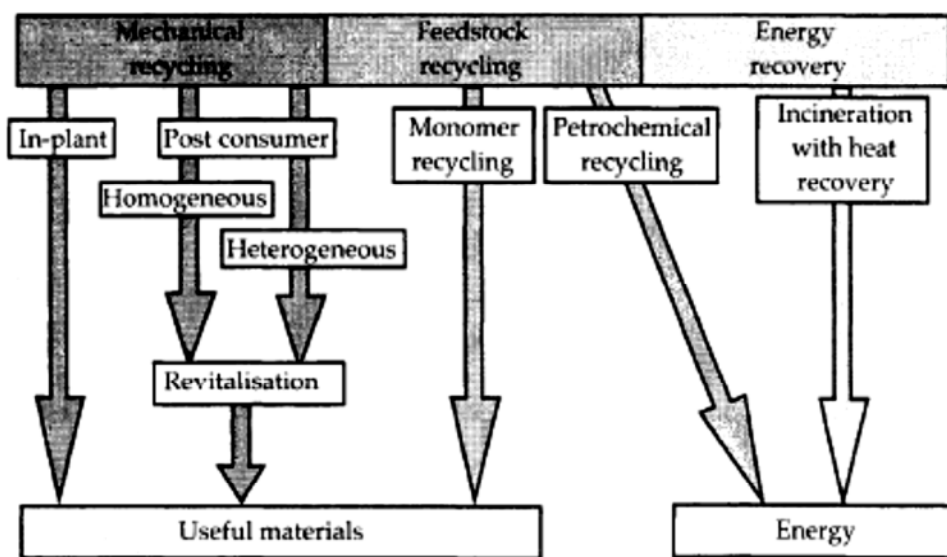 Mechanical
recycling
Feedstock
recycling
Energy
recovery
In-plant
Post consumer
Homogeneous
Heterogeneous
Revitalisation
Monomer
recycling
Petrochemical
recycling
Incineration
with heat
recovery
Useful materials
Energy